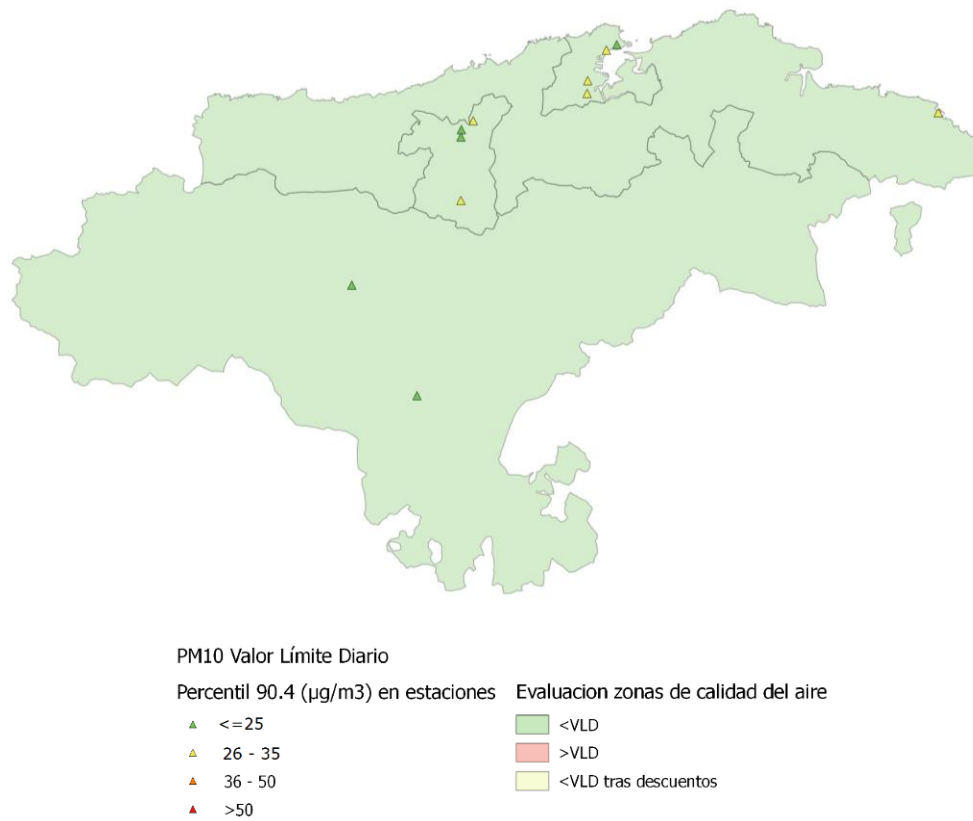 PM10 Valor Límite Diario
Percentil 90.4 (µg/m3) en estaciones
<=25
26 - 35
36 - 50
>50
Evaluacion zonas de calidad del aire
<VLD
>VLD
<VLD tras descuentos